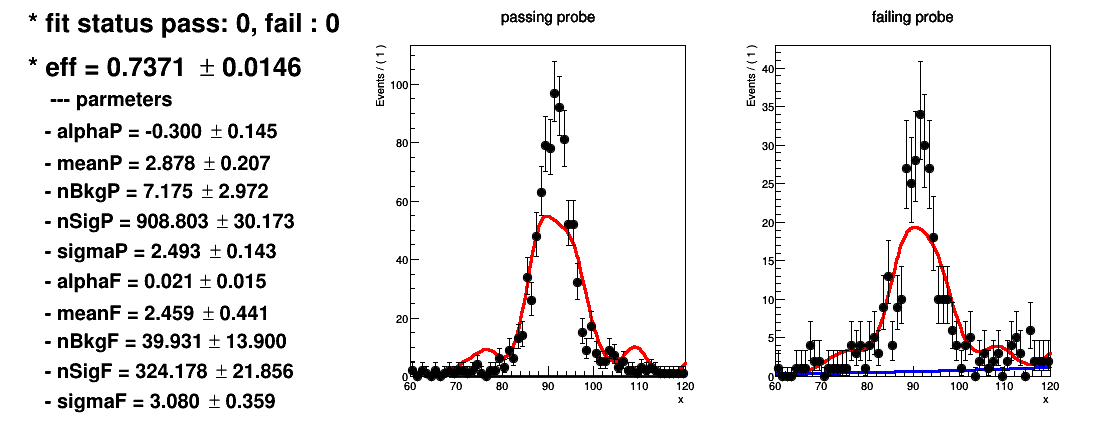 * fit status pass: 0, fail : 0
* eff = 0.7371 ± 0.0146
--- parmeters
- alphaP = -0.300 ± 0.145
- meanP = 2.878 ± 0.207
- nBkgP = 7.175 ± 2.972
- nSigP = 908.803 ± 30.173
- sigmaP = 2.493 ± 0.143
- alphaF = 0.021 ± 0.015
- meanF = 2.459 ± 0.441
- nBkgF = 39.931 ± 13.900
- nSigF = 324.178 ± 21.856
- sigmaF = 3.080 ± 0.359
passing probe
Events / ( 1 )
100
80
60
40
20
0
60 70 80 90 100 110 120
x
failing probe
Events / ( 1 )
40
35
30
25
20
15
10
5
0
60 70 80 90 100 110 120
x